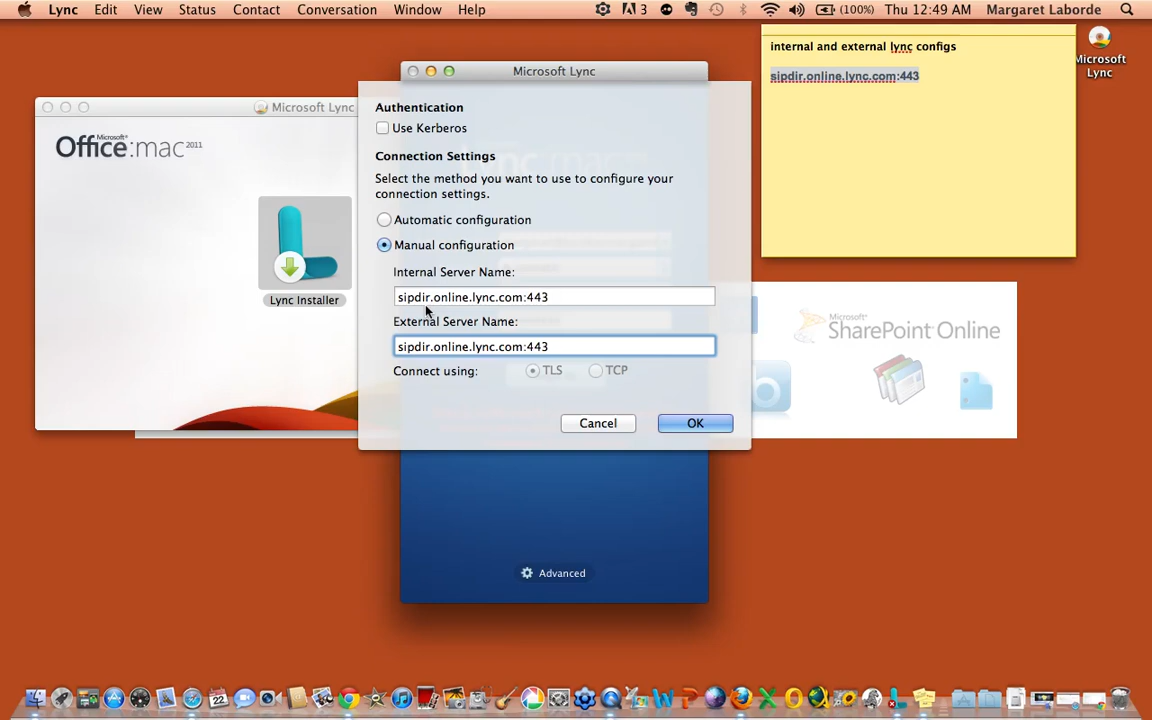 Lync Edit View Status Contact Conversation Window Help 3 (100%) Thu 12:49 AM Margaret Laborde
internal and external lync configs
sipdir.online.lync.com:443
Microsoft Lync
Microsoft Lync
Microsoft Lync
Microsoft
Office:mac 2011
Lync Installer
Authentication
Use Kerberos
Connection Settings
Select the method you want to use to configure your
connection settings.
Automatic configuration
Manual configuration
Internal Server Name:
sipdir.online.lync.com:443
External Server Name:
sipdir.online.lync.com:443
Connect using: TLS TCP
Cancel OK
Microsoft
SharePoint Online
Advanced
22